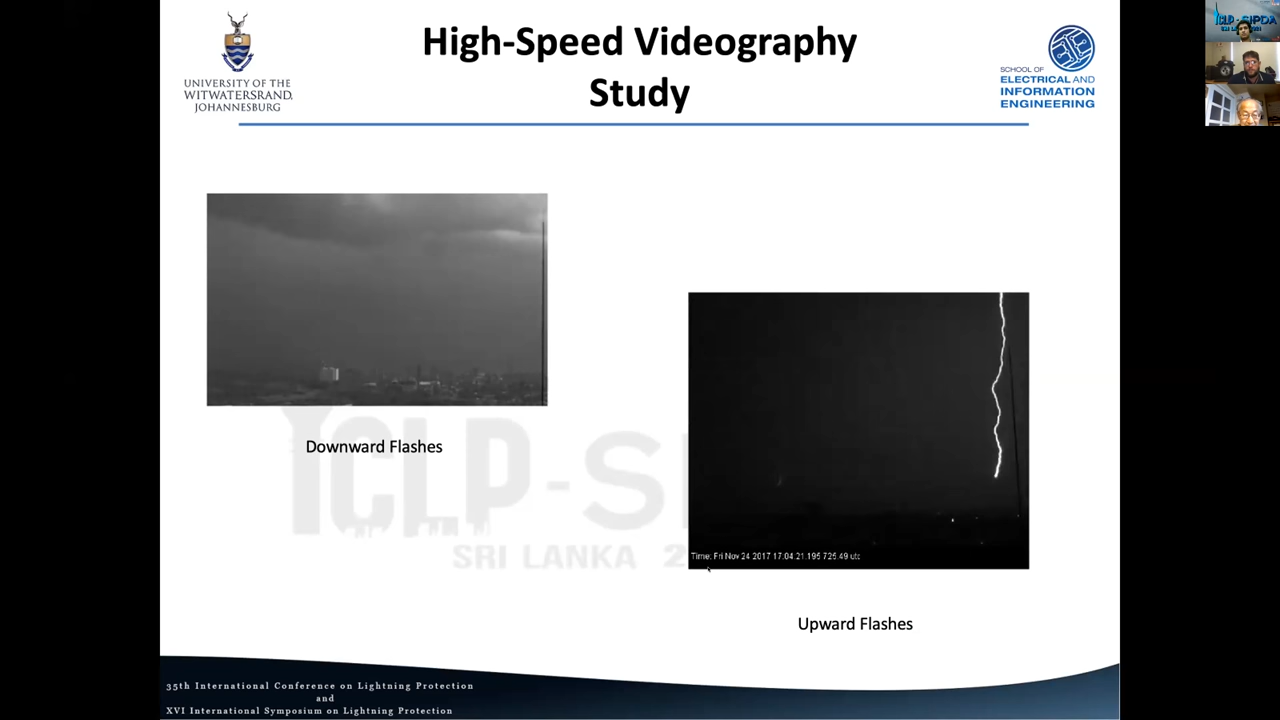 UNIVERSITY OF THE
WITWATERSRAND,
JOHANNESBURG
High-Speed Videography
Study
SCHOOL OF
ELECTRICAL AND
INFORMATION
ENGINEERING
Downward Flashes
Time: Fri Nov 24 2017 17:04:21.195 725.49 utc
Upward Flashes
SRI LANKA 2
35th International Conference on Lightning Protection
and
XVI International Symposium on Lightning Protection